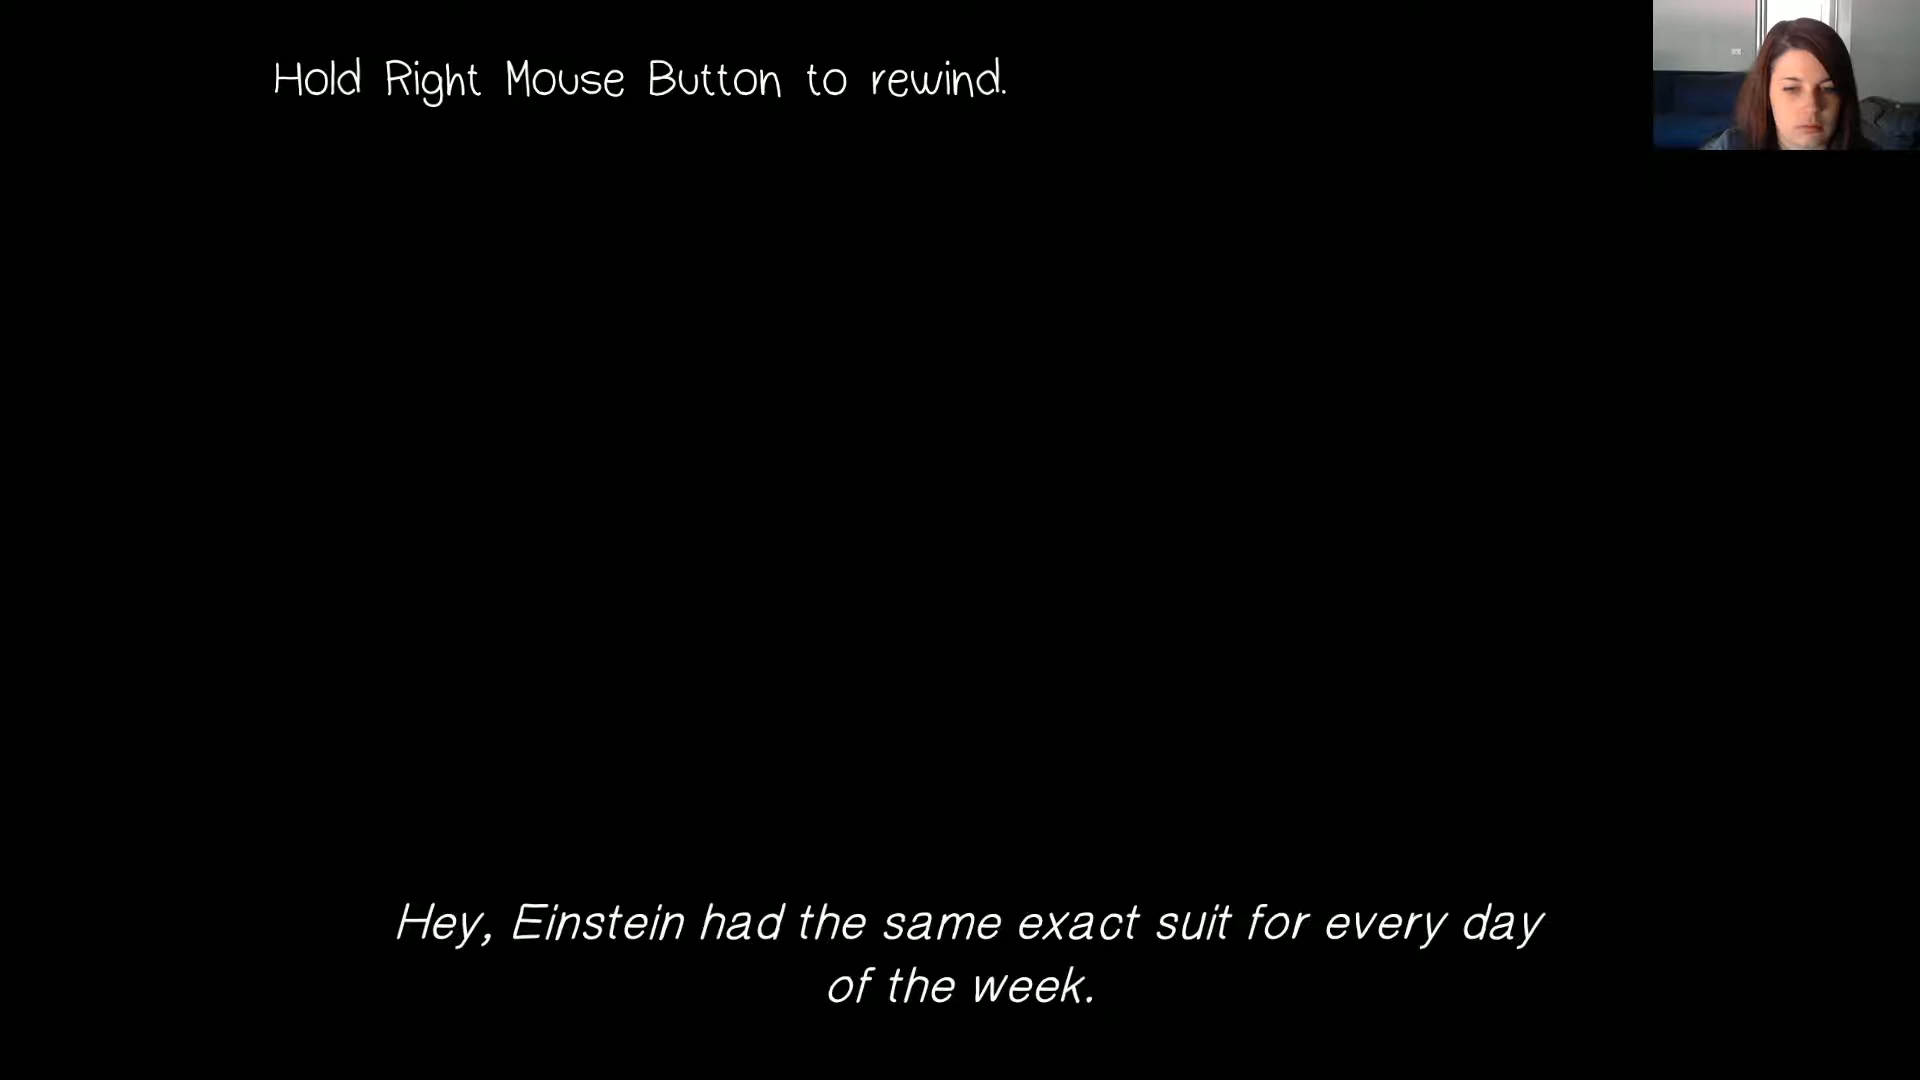 Hold Right Mouse Button to rewind.
Hey, Einstein had the same exact suit for every day
of the week.